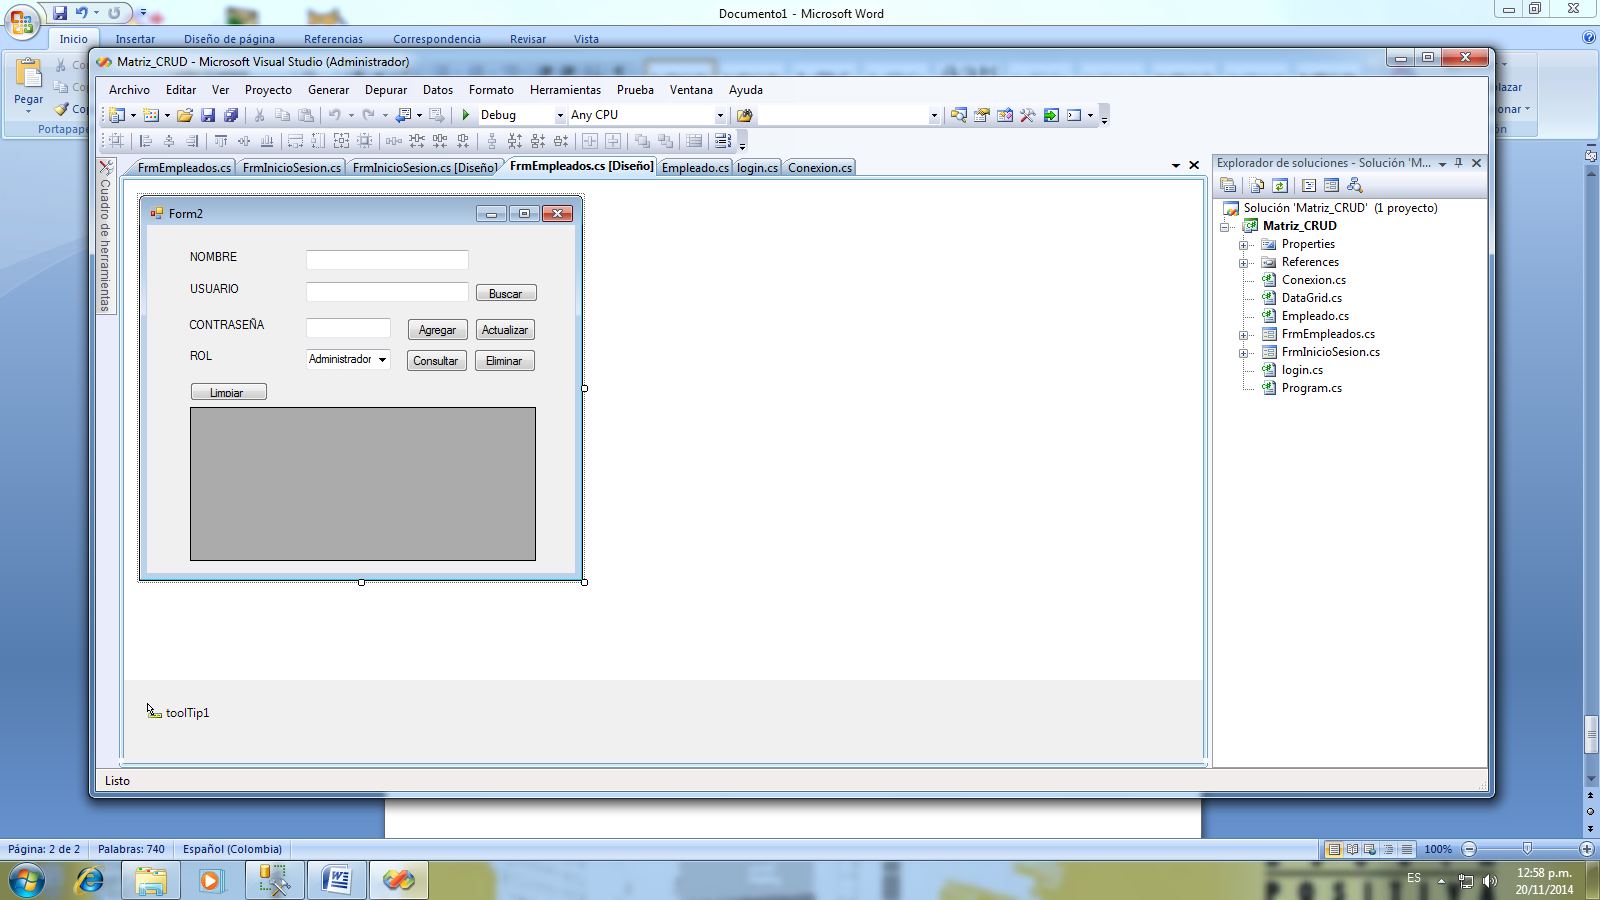 Documento1 - Microsoft Word
Inicio Insertar Diseño de página Referencias Correspondencia Revisar Vista
Pegar
Matriz_CRUD - Microsoft Visual Studio (Administrador)
Archivo Editar Ver Proyecto Generar Depurar Datos Formato Herramientas Prueba Ventana Ayuda
Debug Any CPU
FrmEmpleados.cs FrmInicioSesion.cs FrmInicioSesion.cs [Diseño] FrmEmpleados.cs [Diseño] Empleado.cs login.cs Conexion.cs
Cuadro de herramientas
Form2
NOMBRE
USUARIO Buscar
CONTRASEÑA Agregar Actualizar
ROL Administrador Consultar Eliminar
Limpiar
toolTip1
Explorador de soluciones - Solución 'M...
Solución 'Matriz_CRUD' (1 proyecto)
Matriz_CRUD
Properties
References
Conexion.cs
DataGrid.cs
Empleado.cs
FrmEmpleados.cs
FrmInicioSesion.cs
login.cs
Program.cs
Listo
Página: 2 de 2 Palabras: 740 Español (Colombia) 100%
ES 12:58 p.m.
20/11/2014